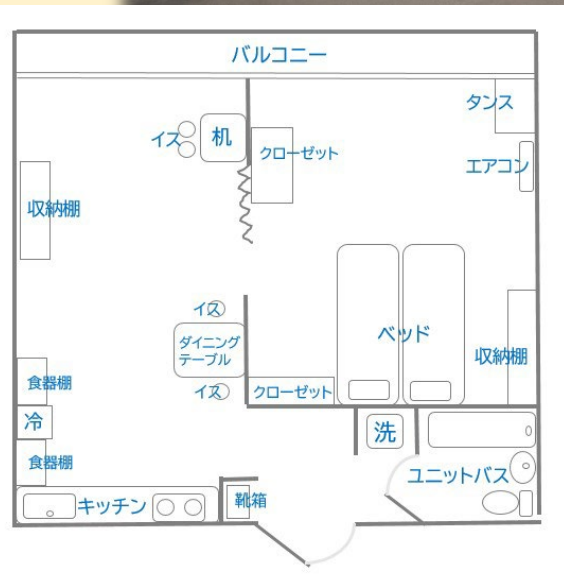 バルコニー
タンス
イス
机
クローゼット
エアコン
収納棚
イス
ダイニング
テーブル
ベッド
収納棚
イス
クローゼット
食器棚
冷
洗
食器棚
ユニットバス
キッチン
靴箱